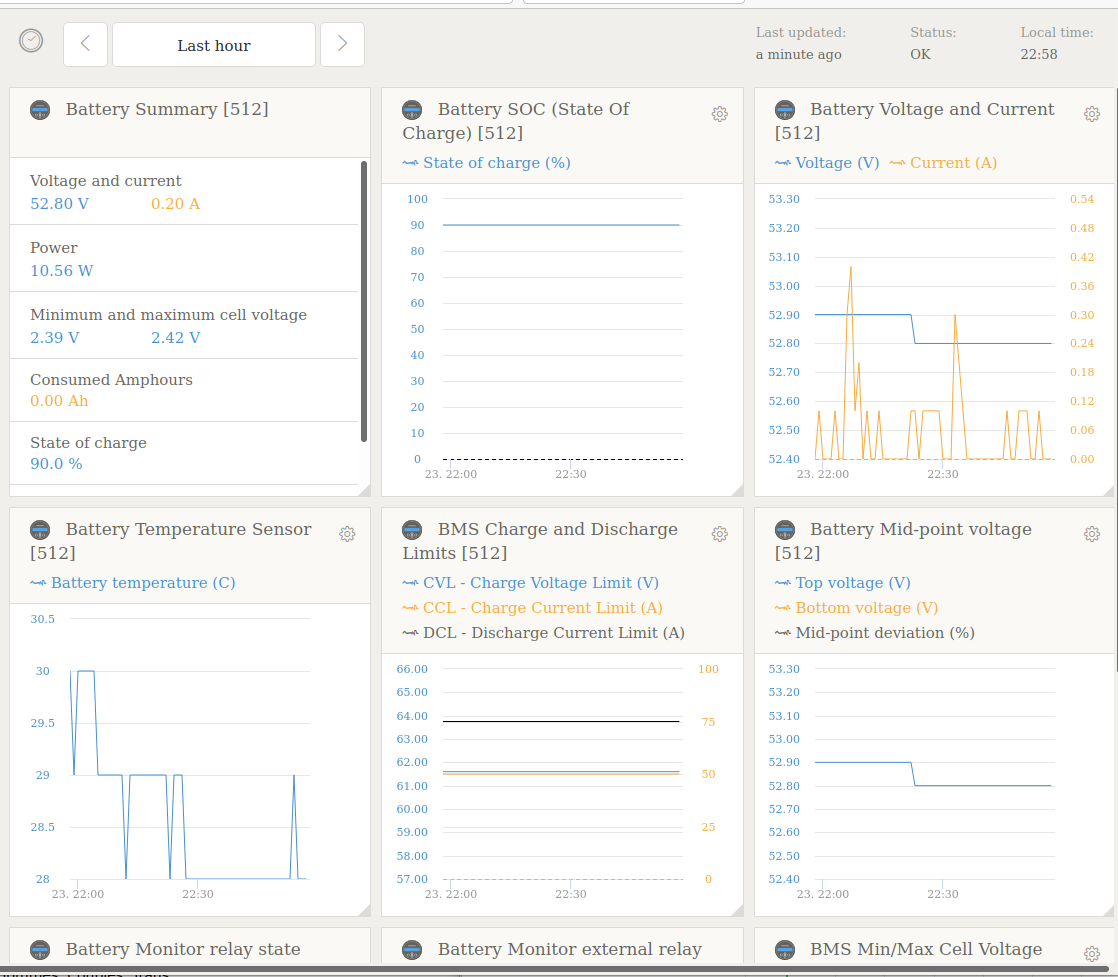 Last hour
Last updated:
a minute ago
Status:
OK
Local time:
22:58
Battery Summary [512]
Voltage and current
52.80 V 0.20 A
Power
10.56 W
Minimum and maximum cell voltage
2.39 V 2.42 V
Consumed Amphours
0.00 Ah
State of charge
90.0 %
Battery SOC (State Of
Charge) [512]
State of charge (%)
100
90
80
70
60
50
40
30
20
10
0
23. 22:00 22:30
Battery Voltage and Current
[512]
Voltage (V) Current (A)
53.30 0.54
53.20 0.48
53.10 0.42
53.00 0.36
52.90 0.30
52.80 0.24
52.70 0.18
52.60 0.12
52.50 0.06
52.40 0.00
23. 22:00 22:30
Battery Temperature Sensor
[512]
Battery temperature (C)
30.5
30
29.5
29
28.5
28
23. 22:00 22:30
BMS Charge and Discharge
Limits [512]
CVL - Charge Voltage Limit (V)
CCL - Charge Current Limit (A)
DCL - Discharge Current Limit (A)
66.00 100
65.00
64.00 75
63.00
62.00 50
61.00
60.00
59.00 25
58.00
57.00 0
23. 22:00 22:30
Battery Mid-point voltage
[512]
Top voltage (V)
Bottom voltage (V)
Mid-point deviation (%)
53.30
53.20
53.10
53.00
52.90
52.80
52.70
52.60
52.50
52.40
23. 22:00 22:30
Battery Monitor relay state
Battery Monitor external relay
BMS Min/Max Cell Voltage